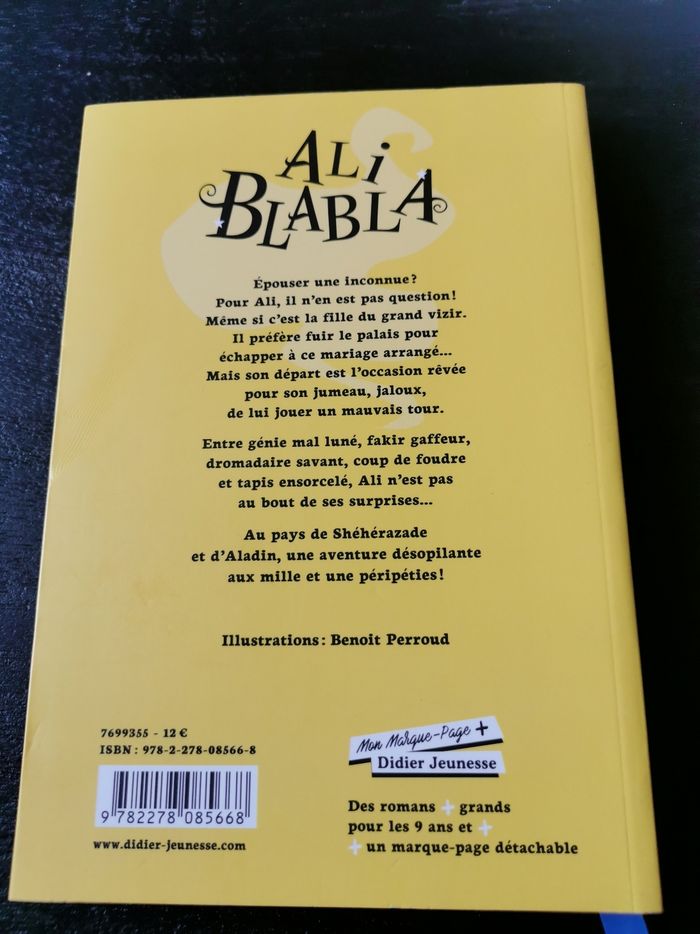 ALi
BLABLA
Épouser une inconnue ?
Pour Ali, il n'en est pas question !
Même si c'est la fille du grand vizir.
Il préfère fuir le palais pour
échapper à ce mariage arrangé...
Mais son départ est l'occasion rêvée
pour son jumeau, jaloux,
de lui jouer un mauvais tour.
Entre génie mal luné, fakir gaffeur,
dromadaire savant, coup de foudre
et tapis ensorcelé, Ali n'est pas
au bout de ses surprises...
Au pays de Shéhérazade
et d'Aladin, une aventure désopilante
aux mille et une péripéties !
Illustrations : Benoît Perroud
7699355 - 12 €
ISBN : 978-2-278-08566-8
9 782278 085668
www.didier-jeunesse.com
Mon Marque-Page +
Didier Jeunesse
Des romans + grands
pour les 9 ans et +
+ un marque-page détachable